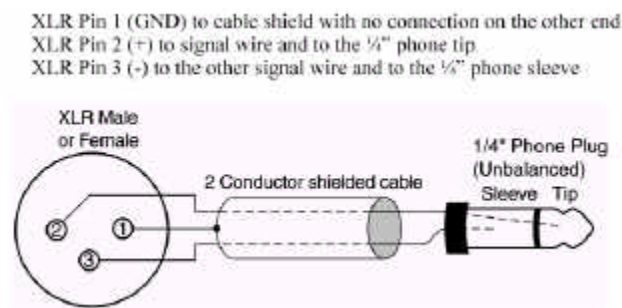 XLR Pin 1 (GND) to cable shield with no connection on the other end
XLR Pin 2 (+) to signal wire and to the ¼” phone tip
XLR Pin 3 (-) to the other signal wire and to the ¼” phone sleeve
XLR Male
or Female
1/4" Phone Plug
(Unbalanced)
2 Conductor shielded cable
Sleeve Tip
2
1
3